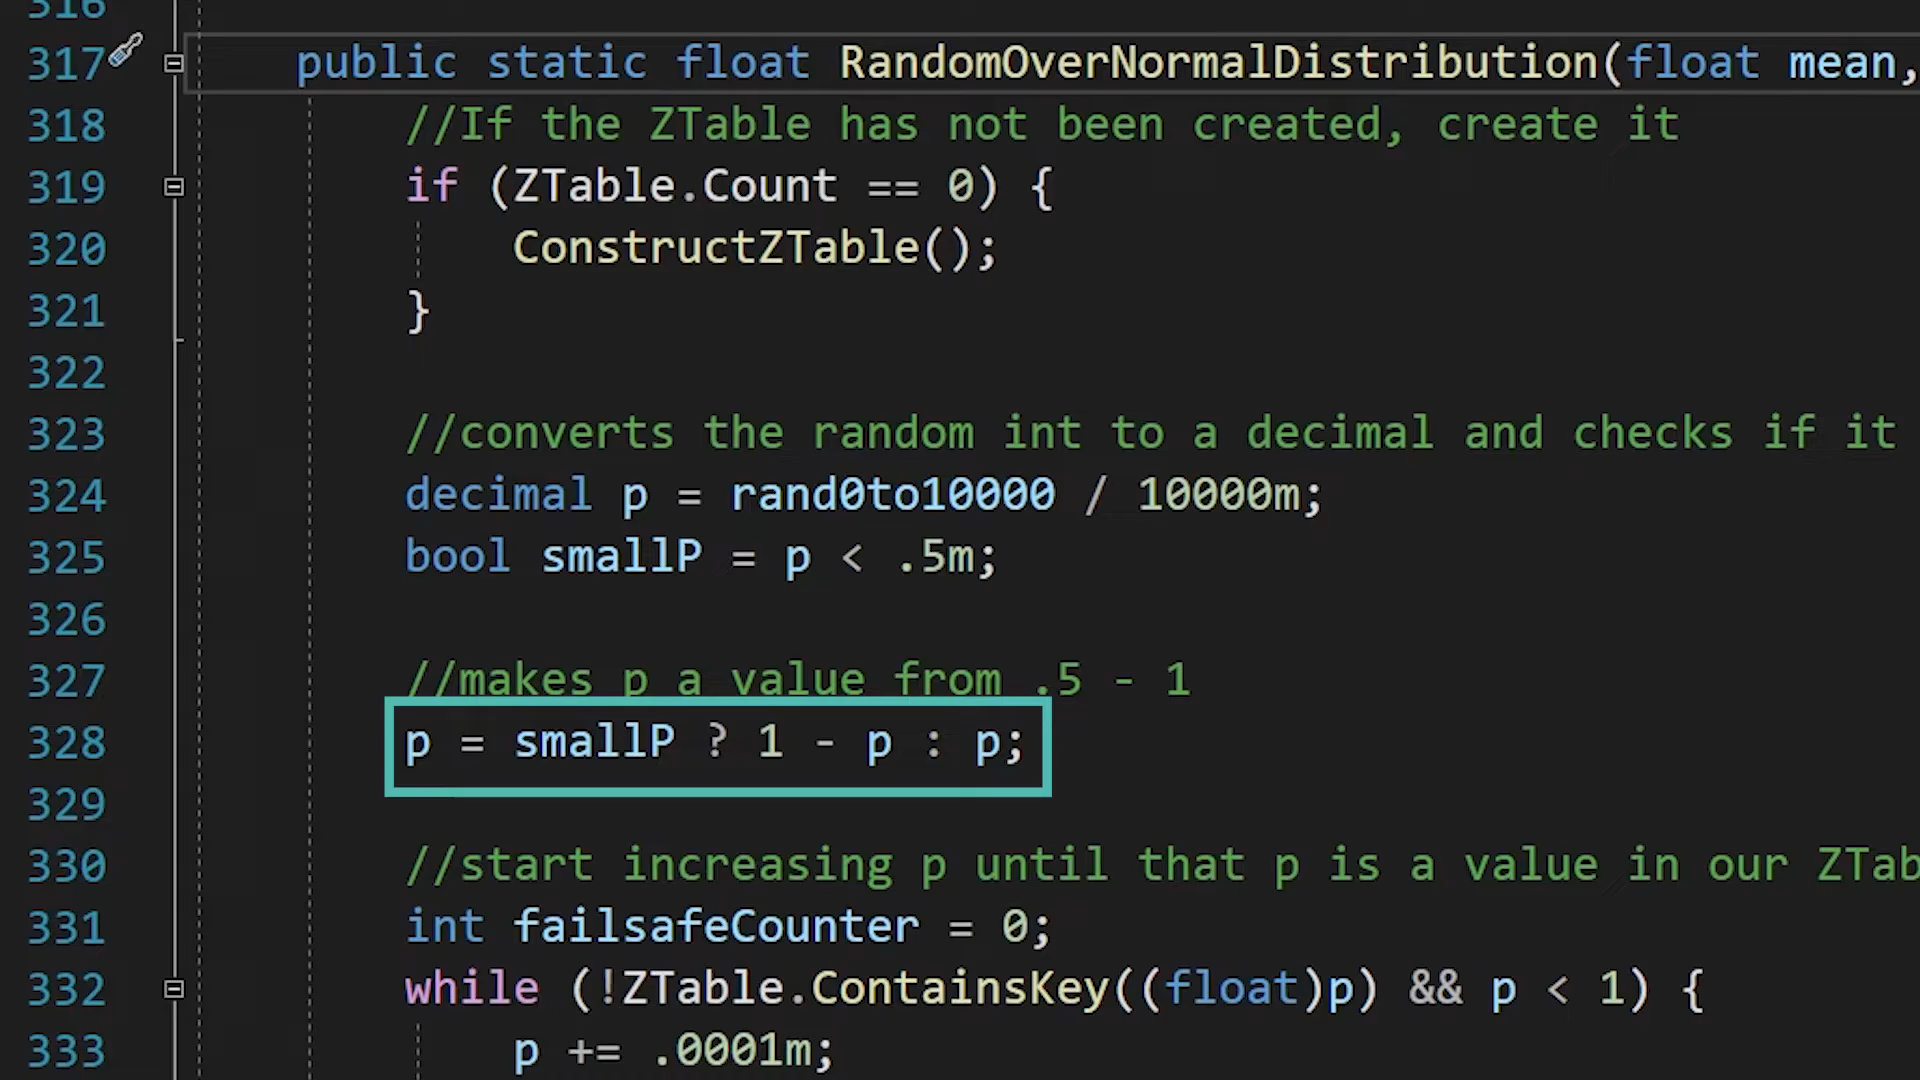 316
317 public static float RandomOverNormalDistribution(float mean,
318 //If the ZTable has not been created, create it
319 if (ZTable.Count == 0) {
320 ConstructZTable();
321 }
322
323 //converts the random int to a decimal and checks if it
324 decimal p = rand0to10000 / 10000m;
325 bool smallP = p < .5m;
326
327 //makes p a value from .5 - 1
328 p = smallP ? 1 - p : p;
329
330 //start increasing p until that p is a value in our ZTab
331 int failsafeCounter = 0;
332 while (!ZTable.ContainsKey((float)p) && p < 1) {
333 p += .0001m;